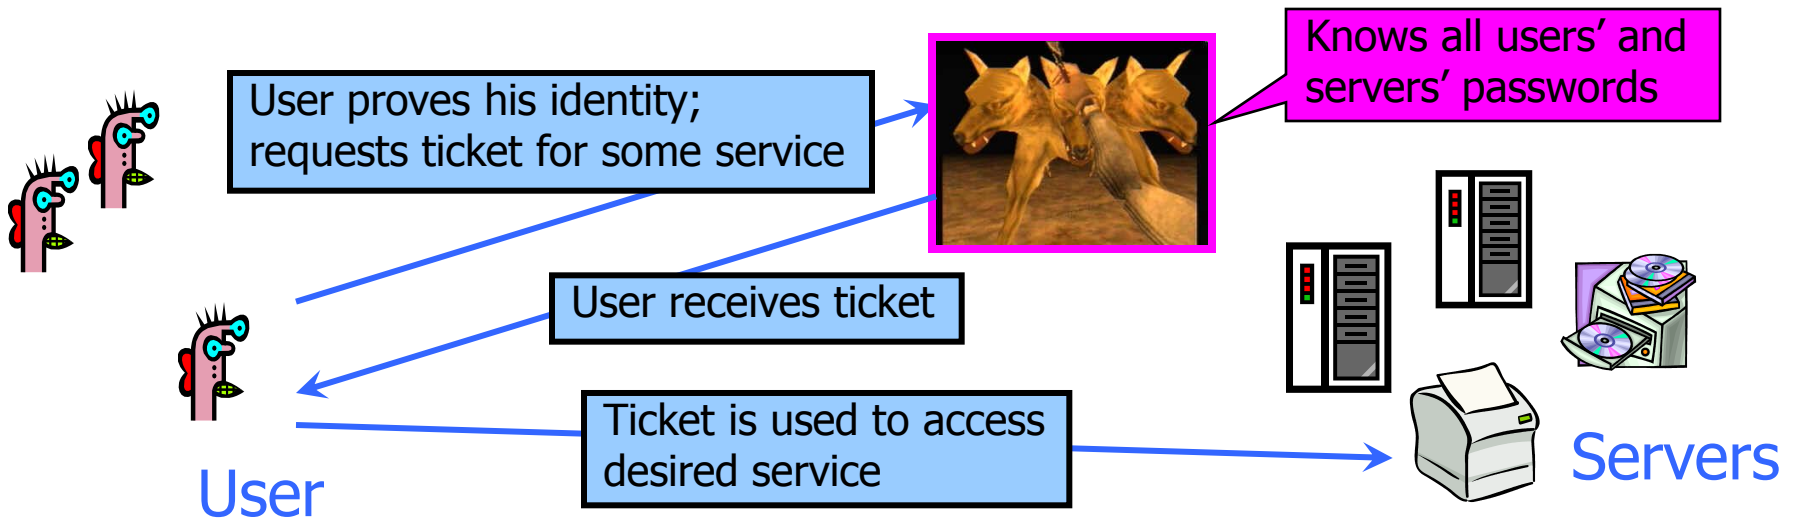 User proves his identity;
requests ticket for some service
Knows all users’ and
servers’ passwords
User receives ticket
Ticket is used to access
desired service
User
Servers